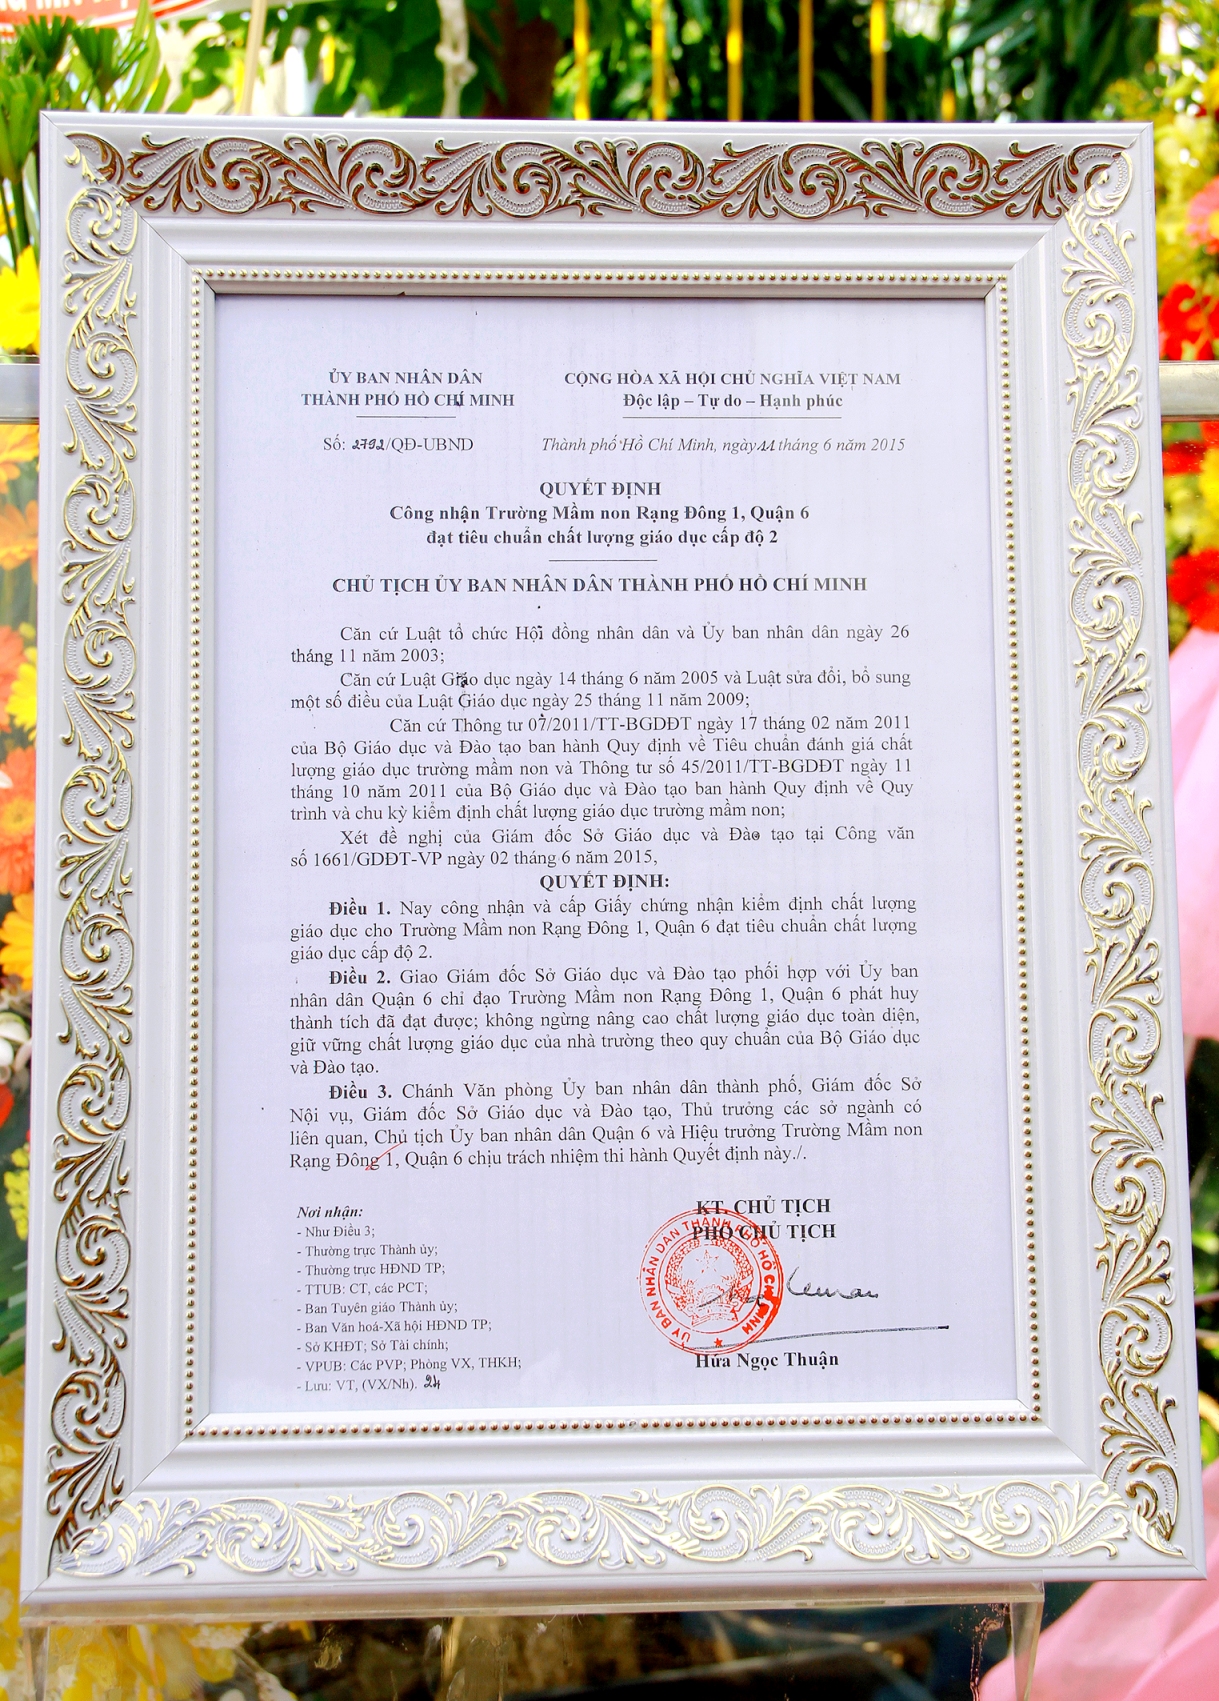 ỦY BAN NHÂN DÂN
THÀNH PHỐ HỒ CHÍ MINH
CỘNG HÒA XÃ HỘI CHỦ NGHĨA VIỆT NAM
Độc lập – Tự do – Hạnh phúc
Số: 2792/QĐ-UBND
Thành phố Hồ Chí Minh, ngày 11 tháng 6 năm 2015
QUYẾT ĐỊNH
Công nhận Trường Mầm non Rạng Đông 1, Quận 6
đạt tiêu chuẩn chất lượng giáo dục cấp độ 2
CHỦ TỊCH ỦY BAN NHÂN DÂN THÀNH PHỐ HỒ CHÍ MINH
Căn cứ Luật tổ chức Hội đồng nhân dân và Ủy ban nhân dân ngày 26
tháng 11 năm 2003;
Căn cứ Luật Giáo dục ngày 14 tháng 6 năm 2005 và Luật sửa đổi, bổ sung
một số điều của Luật Giáo dục ngày 25 tháng 11 năm 2009;
Căn cứ Thông tư 07/2011/TT-BGDĐT ngày 17 tháng 02 năm 2011
của Bộ Giáo dục và Đào tạo ban hành Quy định về Tiêu chuẩn đánh giá chất
lượng giáo dục trường mầm non và Thông tư số 45/2011/TT-BGDĐT ngày 11
tháng 10 năm 2011 của Bộ Giáo dục và Đào tạo ban hành Quy định về Quy
trình và chu kỳ kiểm định chất lượng giáo dục trường mầm non;
Xét đề nghị của Giám đốc Sở Giáo dục và Đào tạo tại Công văn
số 1661/GDĐT-VP ngày 02 tháng 6 năm 2015,
QUYẾT ĐỊNH:
Điều 1. Nay công nhận và cấp Giấy chứng nhận kiểm định chất lượng
giáo dục cho Trường Mầm non Rạng Đông 1, Quận 6 đạt tiêu chuẩn chất lượng
giáo dục cấp độ 2.
Điều 2. Giao Giám đốc Sở Giáo dục và Đào tạo phối hợp với Ủy ban
nhân dân Quận 6 chỉ đạo Trường Mầm non Rạng Đông 1, Quận 6 phát huy
thành tích đã đạt được; không ngừng nâng cao chất lượng giáo dục toàn diện,
giữ vững chất lượng giáo dục của nhà trường theo quy chuẩn của Bộ Giáo dục
và Đào tạo.
Điều 3. Chánh Văn phòng Ủy ban nhân dân thành phố, Giám đốc Sở
Nội vụ, Giám đốc Sở Giáo dục và Đào tạo, Thủ trưởng các sở ngành có
liên quan, Chủ tịch Ủy ban nhân dân Quận 6 và Hiệu trưởng Trường Mầm non
Rạng Đông 1, Quận 6 chịu trách nhiệm thi hành Quyết định này./.
Nơi nhận:
- Như Điều 3;
- Thường trực Thành ủy;
- Thường trực HĐND TP;
- TTUB: CT, các PCT;
- Ban Tuyên giáo Thành ủy;
- Ban Văn hoá-Xã hội HĐND TP;
- Sở KHĐT; Sở Tài chính;
- VPUB: Các PVP; Phòng VX, THKH;
- Lưu: VT, (VX/Nh). 24
KT. CHỦ TỊCH
PHÓ CHỦ TỊCH
ỦY BAN NHÂN DÂN THÀNH PHỐ HỒ CHÍ MINH
Hứa Ngọc Thuận